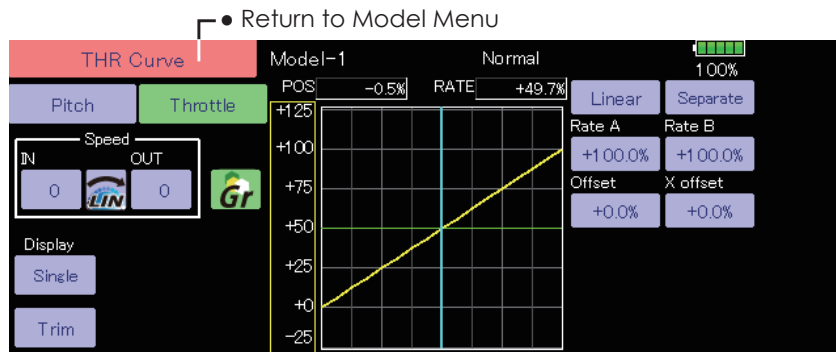 ● Return to Model Menu
THR Curve
Model-1
Normal
100%
Pitch
Throttle
POS
-0.5%
RATE
+49.7%
Linear
Separate
Speed
IN
OUT
0
LIN
0
Gr
Rate A
Rate B
+100.0%
+100.0%
Offset
X offset
+0.0%
+0.0%
Display
Single
Trim
+125
+100
+75
+50
+25
+0
-25